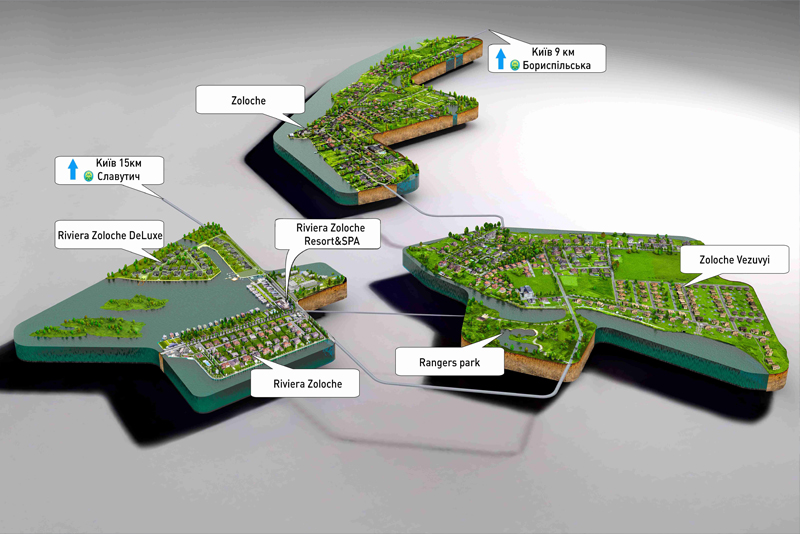 Київ 9 км
Бориспільська
Zoloche
Київ 15км
Славутич
Riviera Zoloche DeLuxe
Riviera Zoloche
Resort&SPA
Zoloche Vezuvyi
Rangers park
Riviera Zoloche